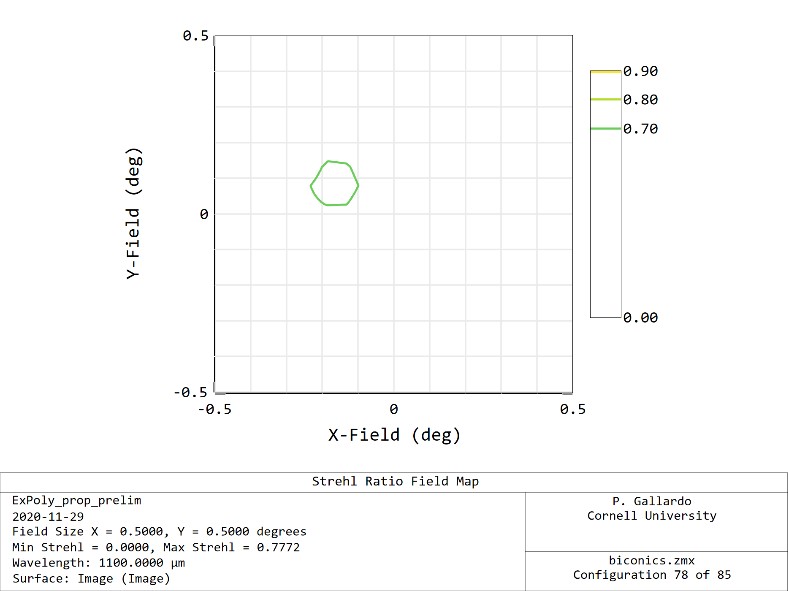 0.5
0.90
0.80
0.70
Y-Field (deg)
0
0.00
-0.5
-0.5 0 0.5
X-Field (deg)
Strehl Ratio Field Map
ExPoly_prop_prelim
2020-11-29
Field Size X = 0.5000, Y = 0.5000 degrees
Min Strehl = 0.0000, Max Strehl = 0.7772
Wavelength: 1100.0000 μm
Surface: Image (Image)
P. Gallardo
Cornell University
biconics.zmx
Configuration 78 of 85